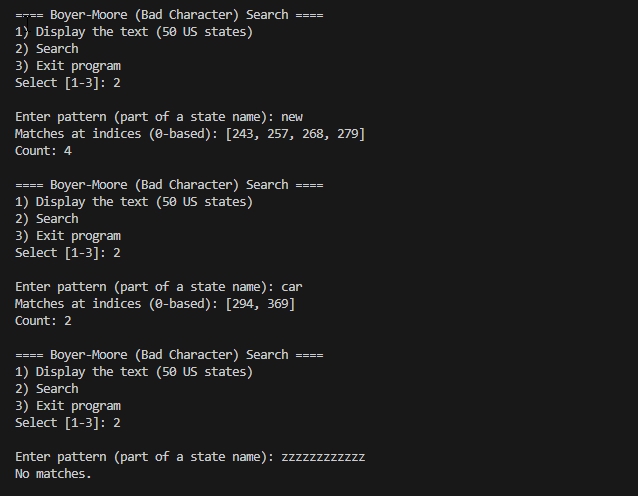 ==== Boyer-Moore (Bad Character) Search ====
1) Display the text (50 US states)
2) Search
3) Exit program
Select [1-3]: 2
Enter pattern (part of a state name): new
Matches at indices (0-based): [243, 257, 268, 279]
Count: 4
==== Boyer-Moore (Bad Character) Search ====
1) Display the text (50 US states)
2) Search
3) Exit program
Select [1-3]: 2
Enter pattern (part of a state name): car
Matches at indices (0-based): [294, 369]
Count: 2
==== Boyer-Moore (Bad Character) Search ====
1) Display the text (50 US states)
2) Search
3) Exit program
Select [1-3]: 2
Enter pattern (part of a state name): zzzzzzzzzzzz
No matches.